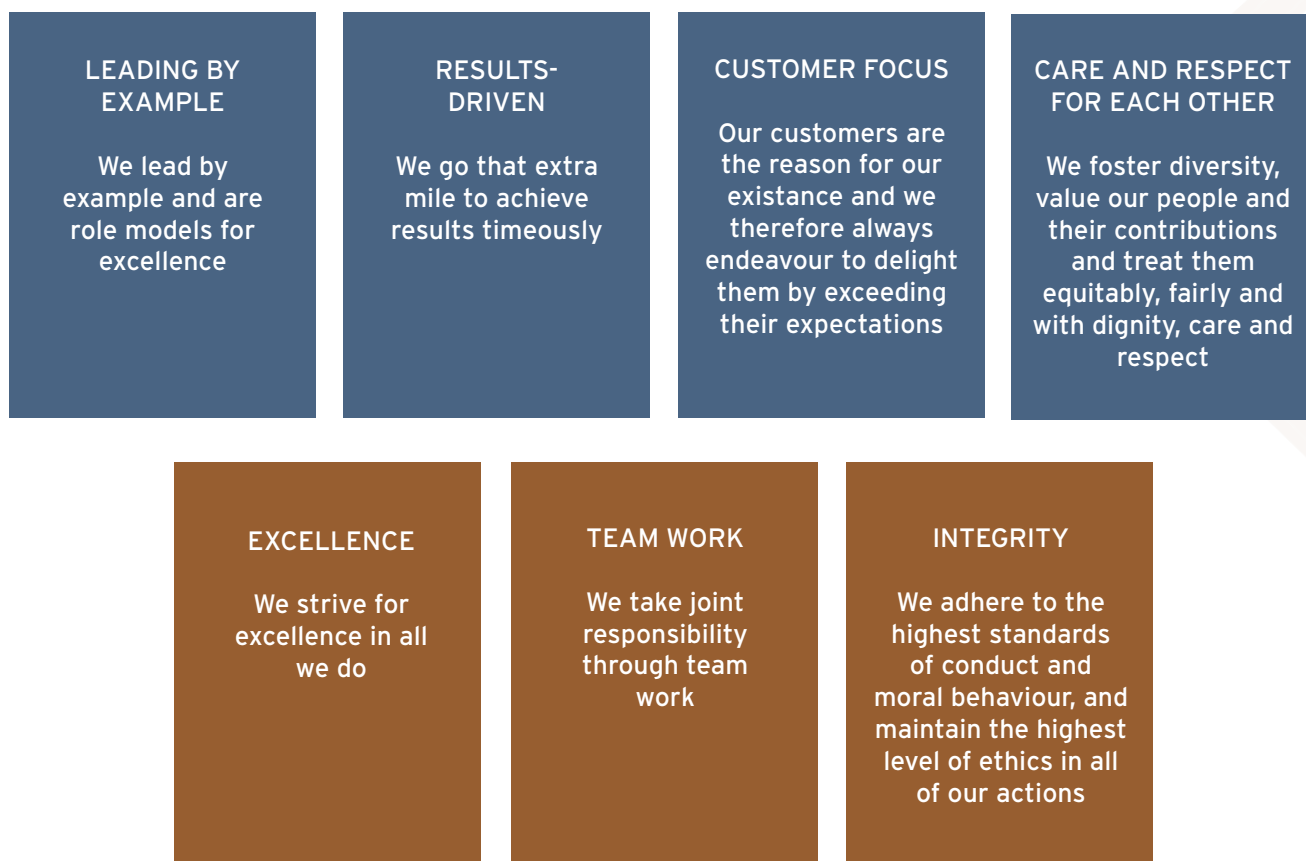 LEADING BY
EXAMPLE
We lead by
example and are
role models for
excellence
RESULTS-
DRIVEN
We go that extra
mile to achieve
results timeously
CUSTOMER FOCUS
Our customers are
the reason for our
existance and we
therefore always
endeavour to delight
them by exceeding
their expectations
CARE AND RESPECT
FOR EACH OTHER
We foster diversity,
value our people and
their contributions
and treat them
equitably, fairly and
with dignity, care and
respect
EXCELLENCE
We strive for
excellence in all
we do
TEAM WORK
We take joint
responsibility
through team
work
INTEGRITY
We adhere to the
highest standards
of conduct and
moral behaviour, and
maintain the highest
level of ethics in all
of our actions